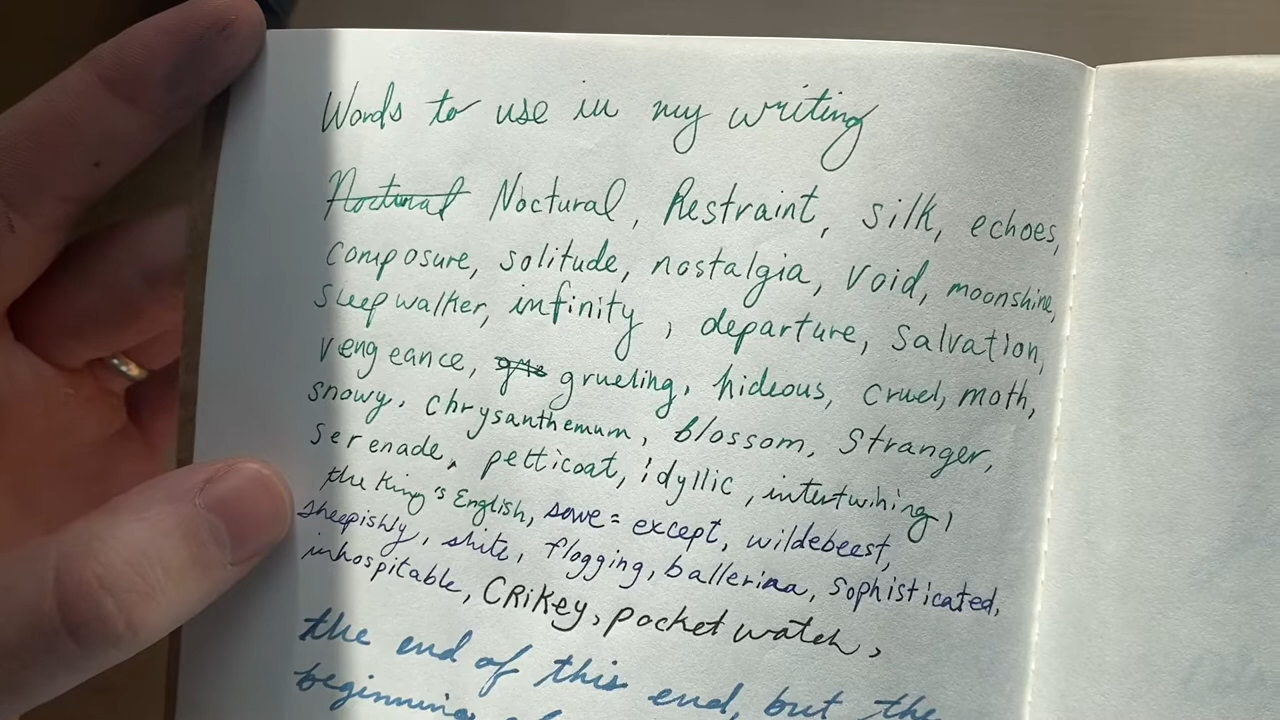 Words to use in my writing
Noctural Noctural, Restraint, silk, echoes,
composure, solitude, nostalgia, void, moonshine,
sleepwalker, infinity, departure, salvation,
vengeance, grueling, hideous, cruel, moth,
snowy, chrysanthemum, blossom, stranger,
serenade, petticoat, idyllic, intertwining,
the King's English, save = except, wildebeest,
sheepishly, shite, flogging, ballerina, sophisticated,
inhospitable, CRiKEy, pocket watch,
the end of this end, but the
beginning